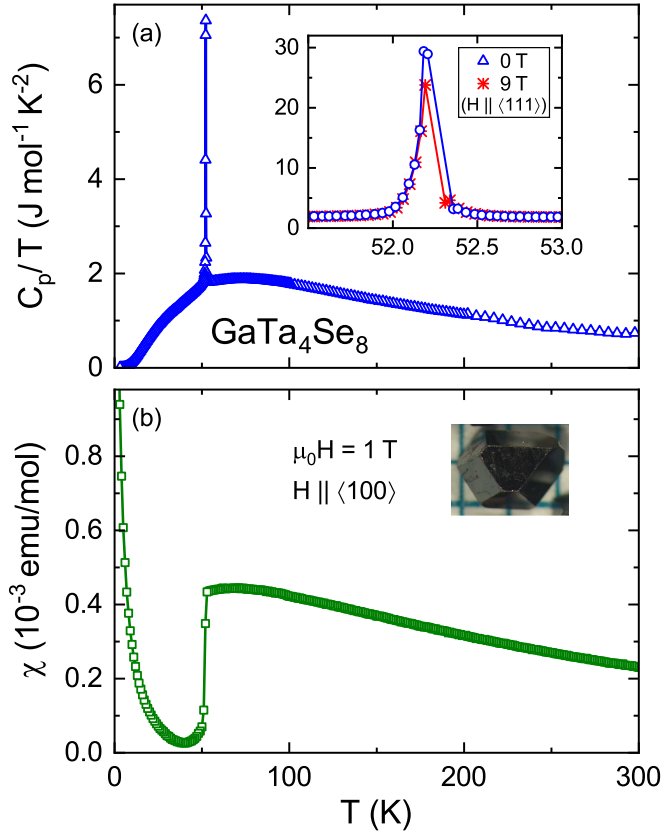 (a)
7
6
4
2
0
C_p / T (J mol⁻¹ K⁻²)
30
20
10
0
52.0 52.5 53.0
0 T
9 T
(H || ⟨111⟩)
GaTa₄Se₈
(b)
μ₀H = 1 T
H || ⟨100⟩
0.8
0.6
0.4
0.2
0.0
χ (10⁻³ emu/mol)
0 100 200 300
T (K)